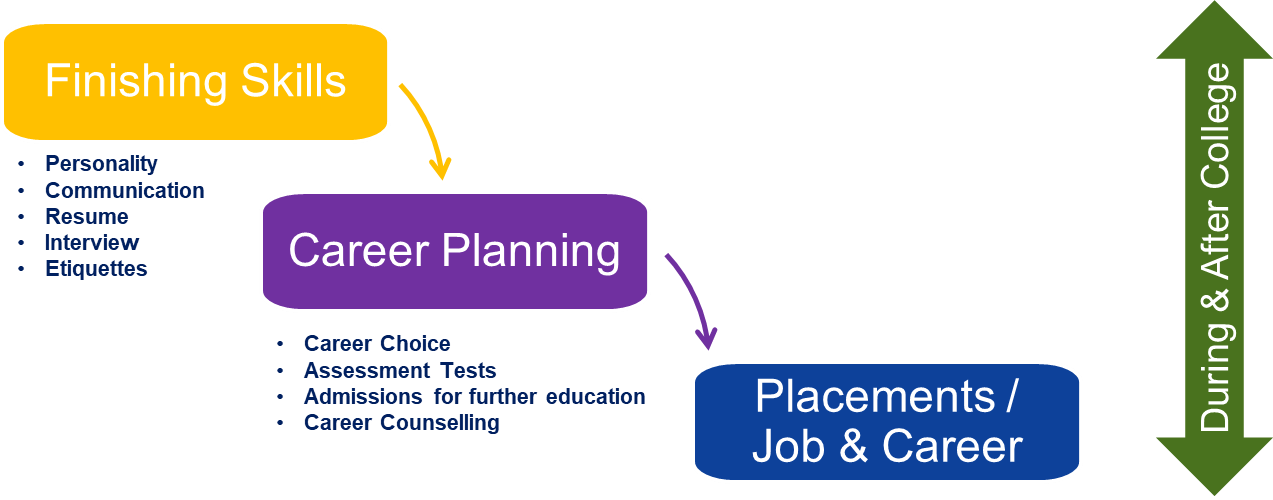 Finishing Skills
• Personality
• Communication
• Resume
• Interview
• Etiquettes
Career Planning
• Career Choice
• Assessment Tests
• Admissions for further education
• Career Counselling
Placements /
Job & Career
During & After College